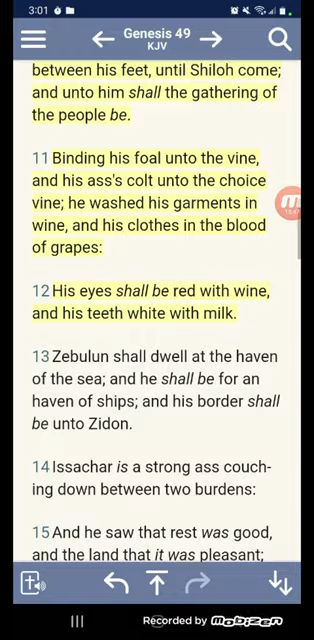 3:01
Genesis 49
KJV
between his feet, until Shiloh come;
and unto him shall the gathering of
the people be.
11 Binding his foal unto the vine,
and his ass's colt unto the choice
vine; he washed his garments in
wine, and his clothes in the blood
of grapes:
12 His eyes shall be red with wine,
and his teeth white with milk.
13 Zebulun shall dwell at the haven
of the sea; and he shall be for an
haven of ships; and his border shall
be unto Zidon.
14 Issachar is a strong ass couch-
ing down between two burdens:
15 And he saw that rest was good,
and the land that it was pleasant;
Recorded by mobizen